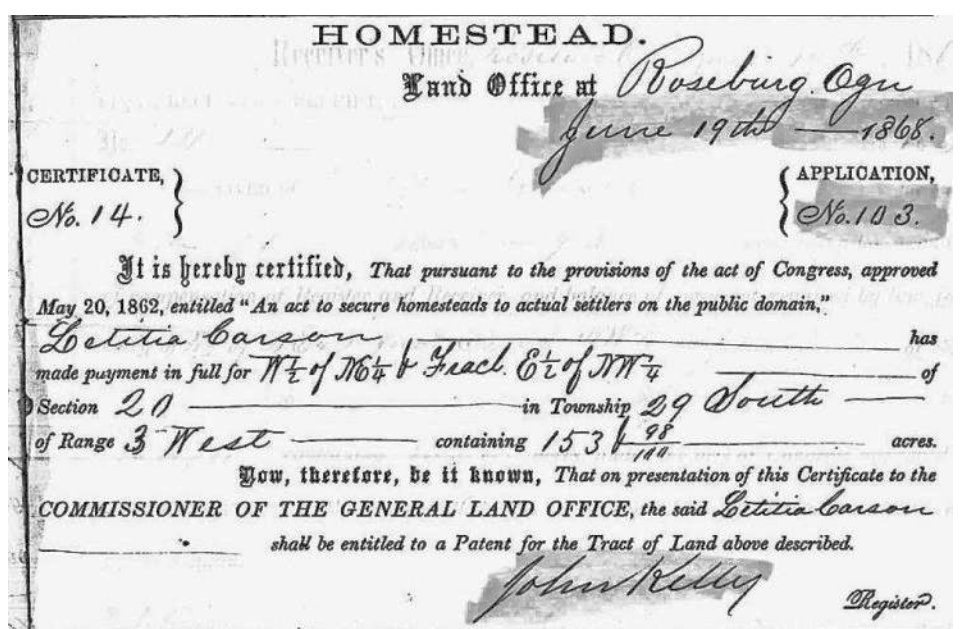 HOMESTEAD.
Land Office at Roseburg Ogn
June 19th 1868.
CERTIFICATE, No. 14.
APPLICATION, No. 103.
It is hereby certified, That pursuant to the provisions of the act of Congress, approved
May 20, 1862, entitled "An act to secure homesteads to actual settlers on the public domain,"
Letitia Carson has
made payment in full for W½ of NE¼ & Fracl. E½ of NW¼ of
Section 20 in Township 29 South
of Range 3 West containing 153 & 98/100 acres.
Now, therefore, be it known, That on presentation of this Certificate to the
COMMISSIONER OF THE GENERAL LAND OFFICE, the said Letitia Carson
shall be entitled to a Patent for the Tract of Land above described.
John Kelly
Register.